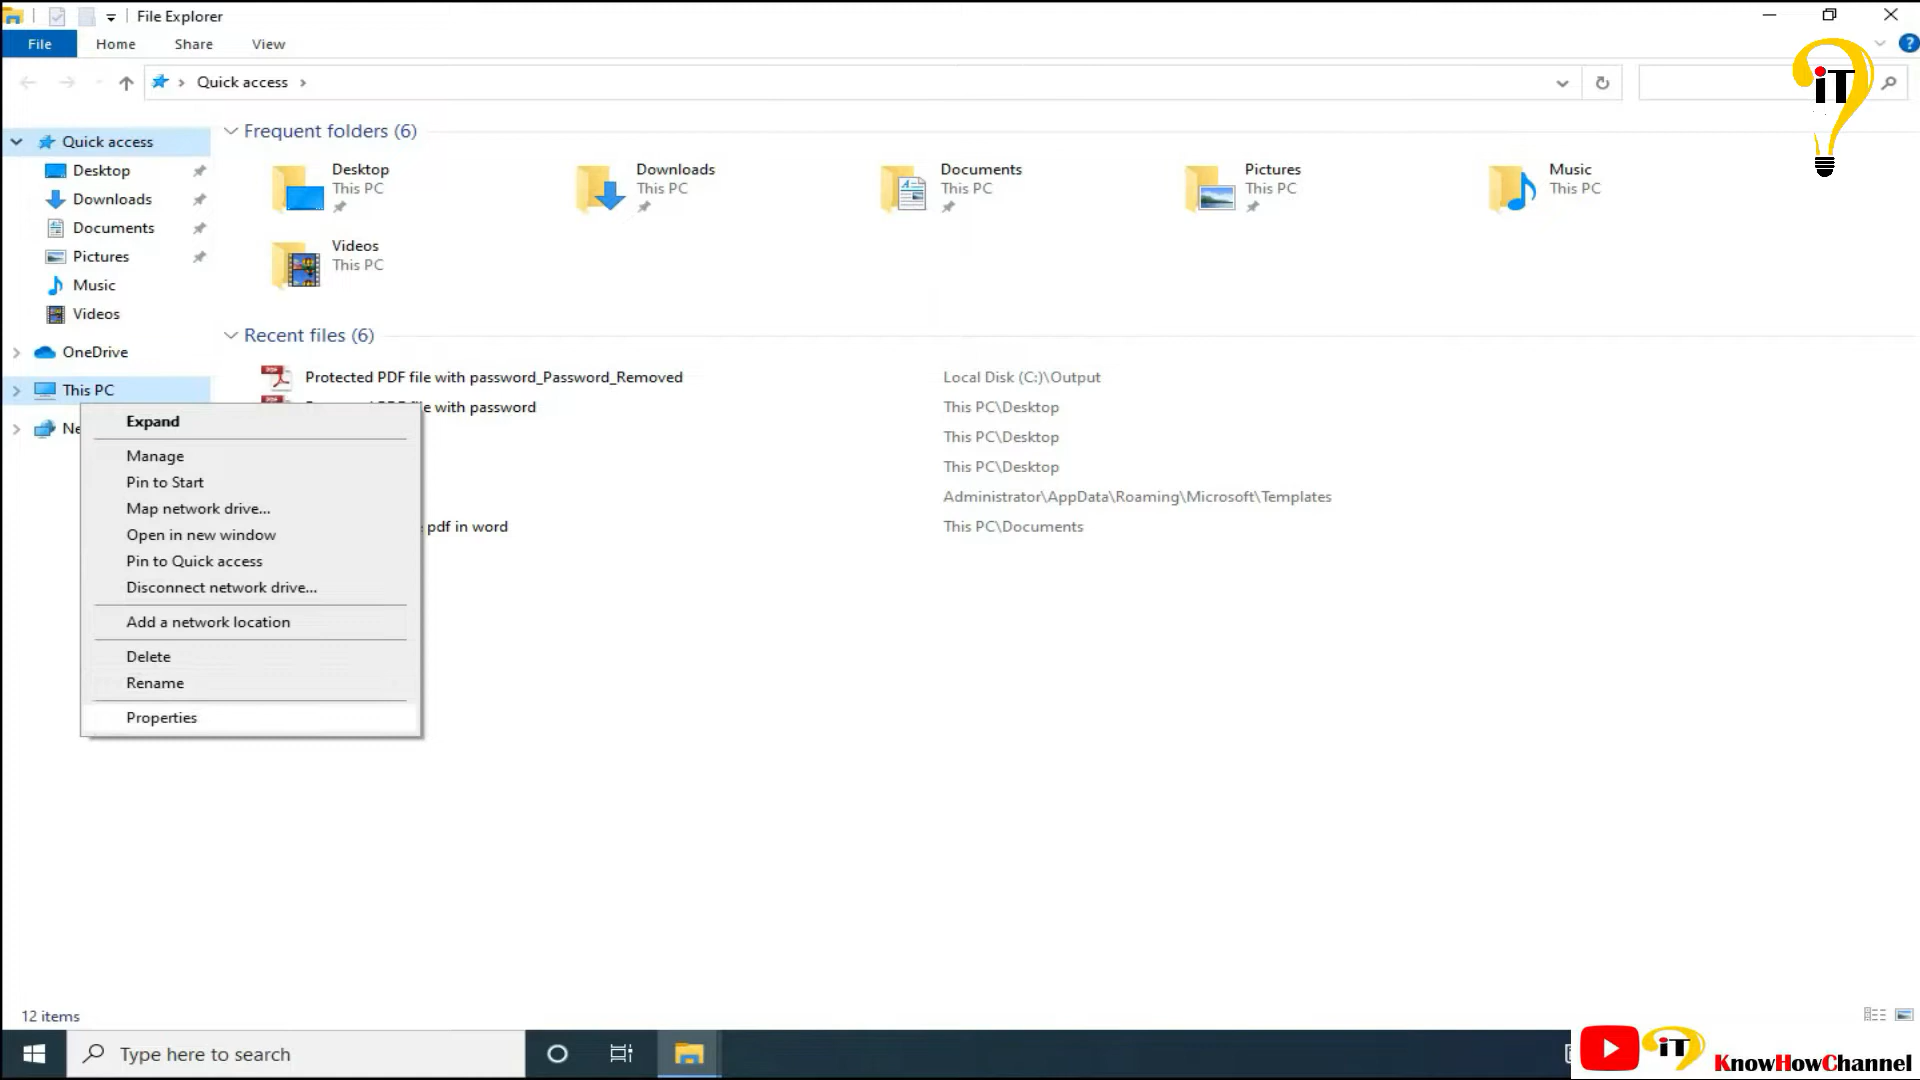 File Explorer
File Home Share View
Quick access
iT
Quick access
Desktop
Downloads
Documents
Pictures
Music
Videos
OneDrive
This PC
Ne
Frequent folders (6)
Desktop
This PC
Downloads
This PC
Documents
This PC
Pictures
This PC
Music
This PC
Videos
This PC
Recent files (6)
Protected PDF file with password_Password_Removed Local Disk (C:)\Output
e with password This PC\Desktop
This PC\Desktop
This PC\Desktop
Administrator\AppData\Roaming\Microsoft\Templates
pdf in word This PC\Documents
Expand
Manage
Pin to Start
Map network drive...
Open in new window
Pin to Quick access
Disconnect network drive...
Add a network location
Delete
Rename
Properties
12 items
Type here to search
iT KnowHowChannel